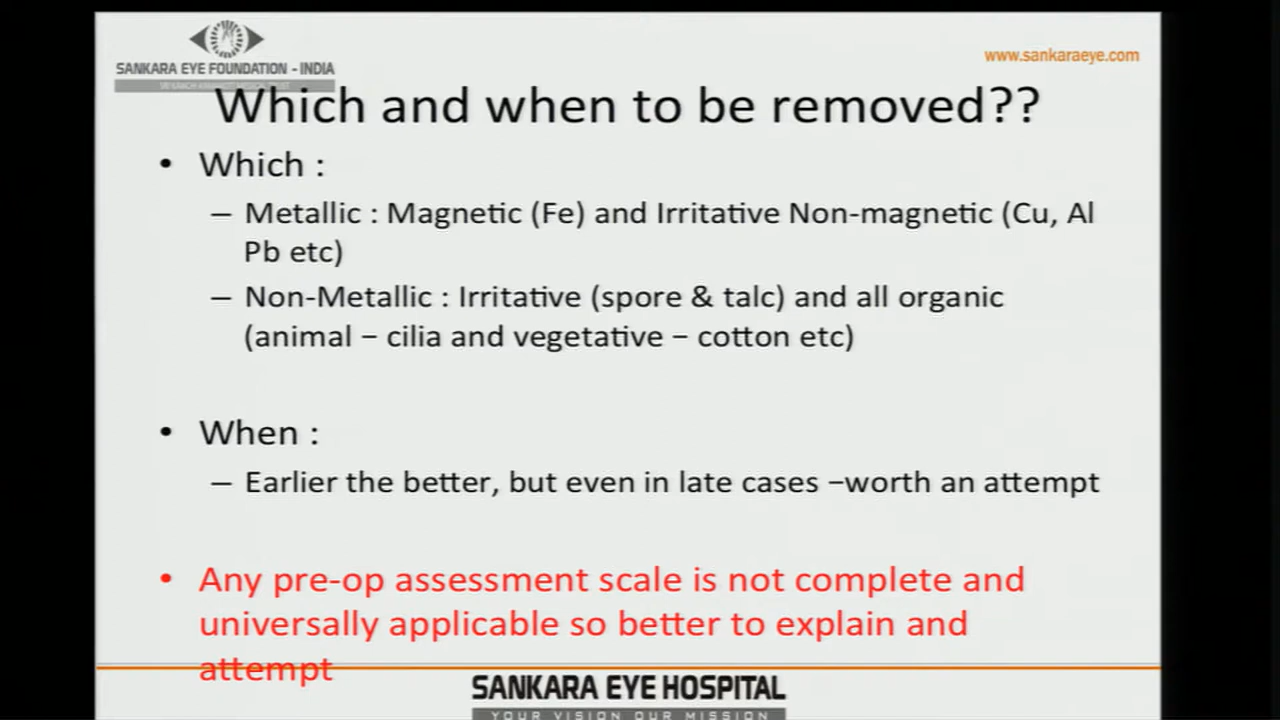 SANKARA EYE FOUNDATION - INDIA
www.sankaraeye.com
Which and when to be removed??
• Which :
– Metallic : Magnetic (Fe) and Irritative Non-magnetic (Cu, Al
Pb etc)
– Non-Metallic : Irritative (spore & talc) and all organic
(animal – cilia and vegetative – cotton etc)
• When :
– Earlier the better, but even in late cases –worth an attempt
• Any pre-op assessment scale is not complete and
universally applicable so better to explain and
attempt
SANKARA EYE HOSPITAL
YOUR VISION OUR MISSION